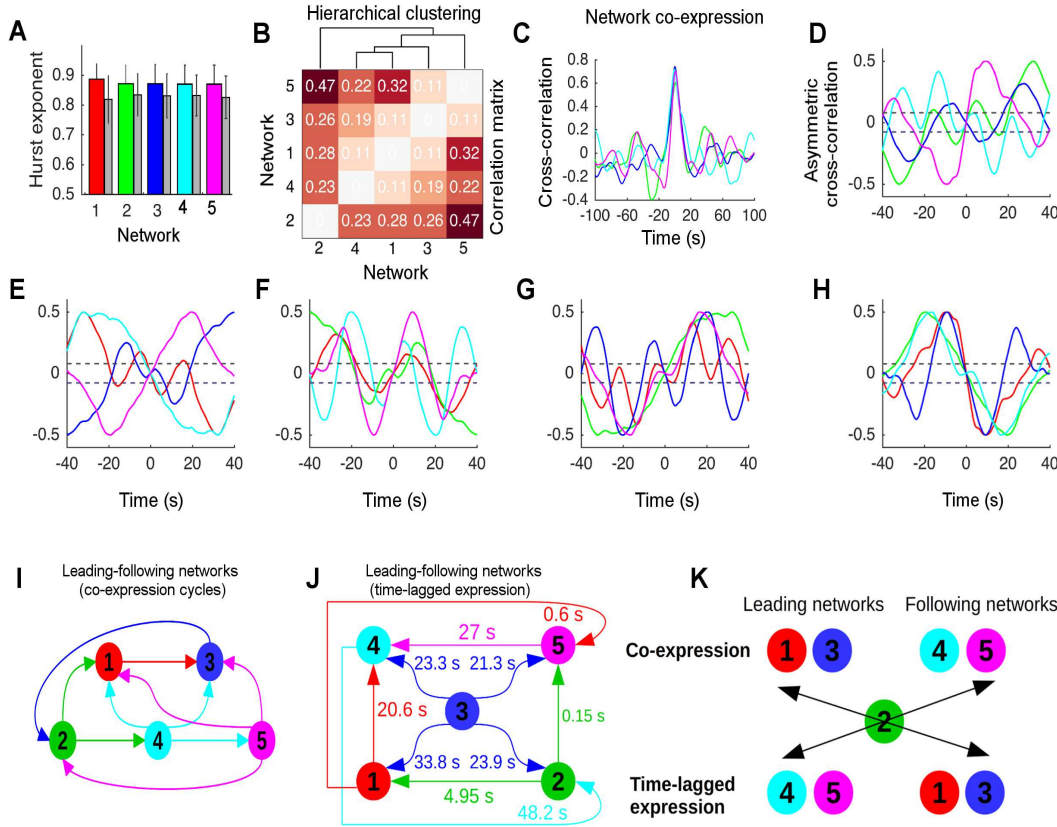 A
Hurst exponent
0.9
0.8
0.7
0.6
0.5
1 2 3 4 5
Network
B
Hierarchical clustering
Network
5 0.47 0.22 0.32 0.11 0
3 0.26 0.19 0.11 0 0.11
1 0.28 0.11 0 0.11 0.32
4 0.23 0 0.11 0.19 0.22
2 0 0.23 0.28 0.26 0.47
2 4 1 3 5
Network
Correlation matrix
C
Network co-expression
Cross-correlation
0.8
0.6
0.4
0.2
0
-0.2
-0.4
-100 -60 -20 20 60 100
Time (s)
D
Asymmetric
cross-correlation
0.5
0
-0.5
-40 -20 0 20 40
E
0.5
0
-0.5
-40 -20 0 20 40
Time (s)
F
0.5
0
-0.5
-40 -20 0 20 40
Time (s)
G
0.5
0
-0.5
-40 -20 0 20 40
Time (s)
H
0.5
0
-0.5
-40 -20 0 20 40
Time (s)
I
Leading-following networks
(co-expression cycles)
1 3
2 4 5
J
Leading-following networks
(time-lagged expression)
0.6 s
4 27 s 5
23.3 s 21.3 s
20.6 s 3 0.15 s
33.8 s 23.9 s
1 4.95 s 2
48.2 s
K
Leading networks Following networks
Co-expression 1 3 4 5
2
Time-lagged
expression 4 5 1 3